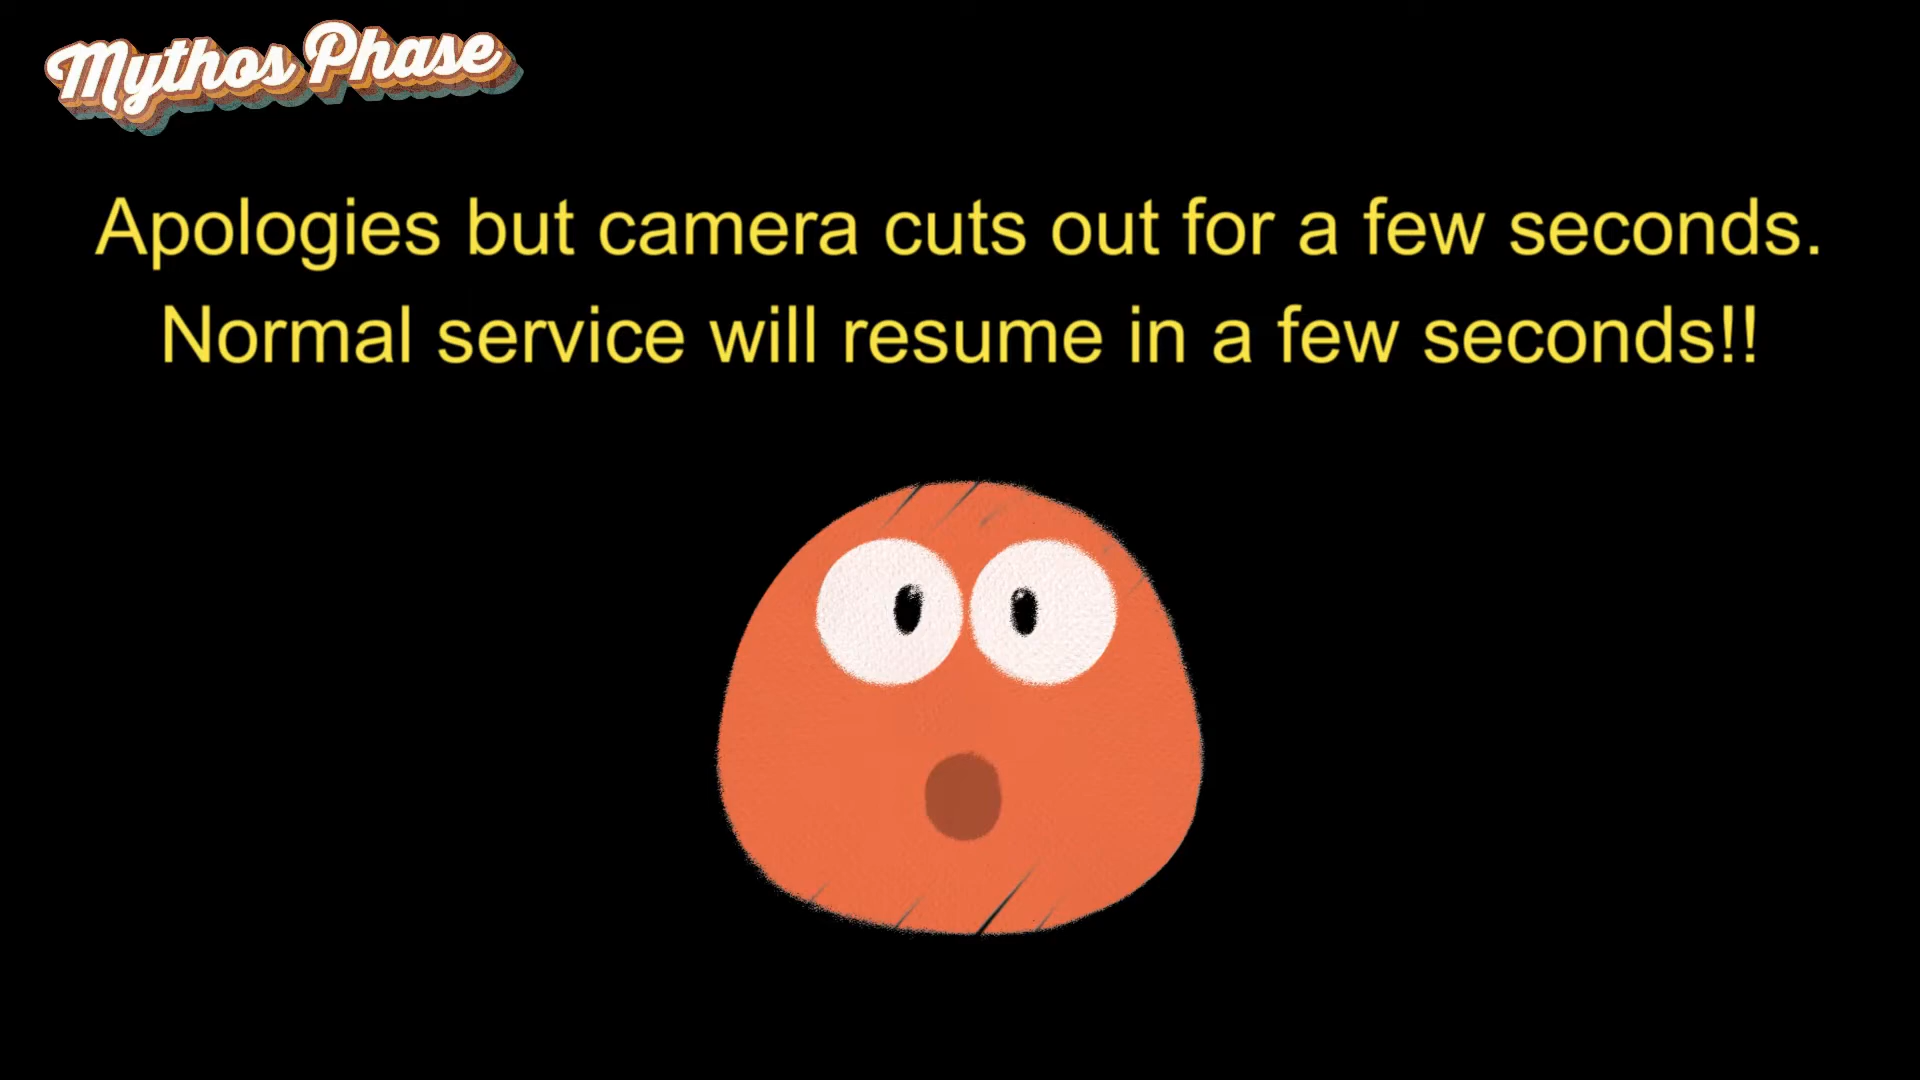 Mythos Phase
Apologies but camera cuts out for a few seconds.
Normal service will resume in a few seconds!!